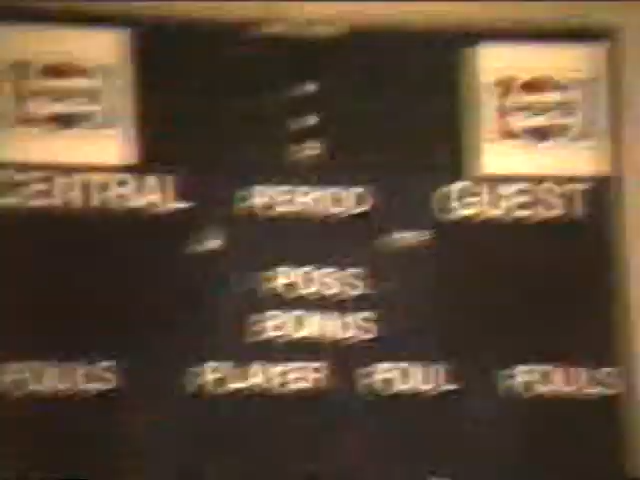 CENTRAL PERIOD GUEST
POSS.
BONUS
FOULS PLAYER FOUL FOULS